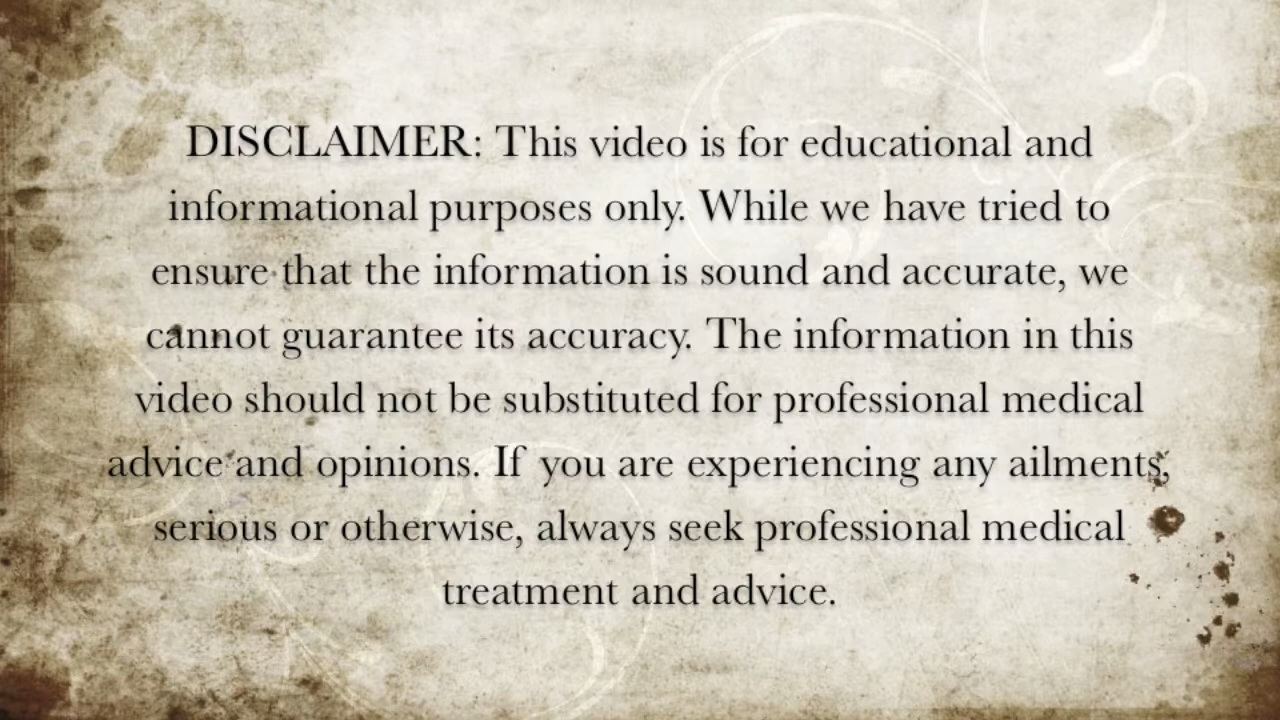 DISCLAIMER: This video is for educational and
informational purposes only. While we have tried to
ensure that the information is sound and accurate, we
cannot guarantee its accuracy. The information in this
video should not be substituted for professional medical
advice and opinions. If you are experiencing any ailments,
serious or otherwise, always seek professional medical
treatment and advice.